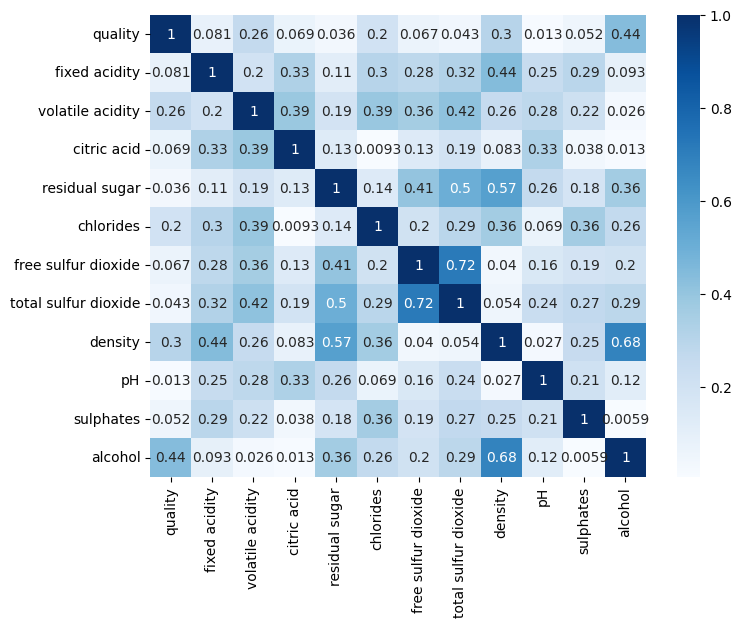 quality 1 0.081 0.26 0.069 0.036 0.2 0.067 0.043 0.3 0.013 0.052 0.44
fixed acidity 0.081 1 0.2 0.33 0.11 0.3 0.28 0.32 0.44 0.25 0.29 0.093
volatile acidity 0.26 0.2 1 0.39 0.19 0.39 0.36 0.42 0.26 0.28 0.22 0.026
citric acid 0.069 0.33 0.39 1 0.13 0.0093 0.13 0.19 0.083 0.33 0.038 0.013
residual sugar 0.036 0.11 0.19 0.13 1 0.14 0.41 0.5 0.57 0.26 0.18 0.36
chlorides 0.2 0.3 0.39 0.0093 0.14 1 0.2 0.29 0.36 0.069 0.36 0.26
free sulfur dioxide 0.067 0.28 0.36 0.13 0.41 0.2 1 0.72 0.04 0.16 0.19 0.2
total sulfur dioxide 0.043 0.32 0.42 0.19 0.5 0.29 0.72 1 0.054 0.24 0.27 0.29
density 0.3 0.44 0.26 0.083 0.57 0.36 0.04 0.054 1 0.027 0.25 0.68
pH 0.013 0.25 0.28 0.33 0.26 0.069 0.16 0.24 0.027 1 0.21 0.12
sulphates 0.052 0.29 0.22 0.038 0.18 0.36 0.19 0.27 0.25 0.21 1 0.0059
alcohol 0.44 0.093 0.026 0.013 0.36 0.26 0.2 0.29 0.68 0.12 0.0059 1
quality
fixed acidity
volatile acidity
citric acid
residual sugar
chlorides
free sulfur dioxide
total sulfur dioxide
density
pH
sulphates
alcohol
1.0
0.8
0.6
0.4
0.2